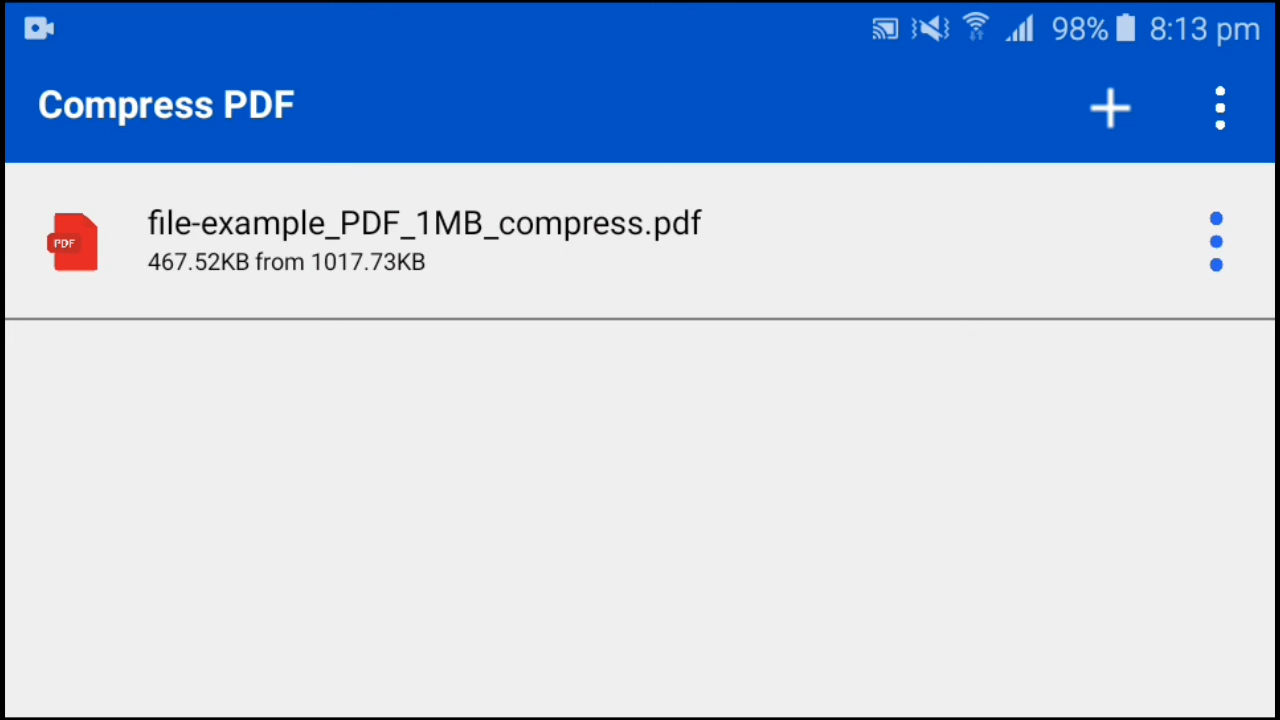 98% 8:13 pm
Compress PDF
PDF
file-example_PDF_1MB_compress.pdf
467.52KB from 1017.73KB